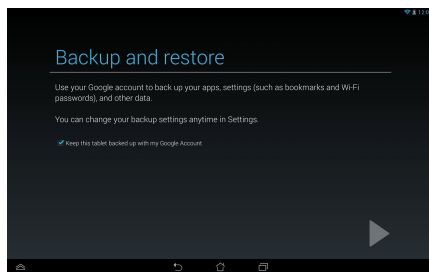 Backup and restore
Use your Google account to back up your apps, settings (such as bookmarks and Wi-Fi
passwords), and other data.
You can change your backup settings anytime in Settings.
Keep this tablet backed up with my Google Account